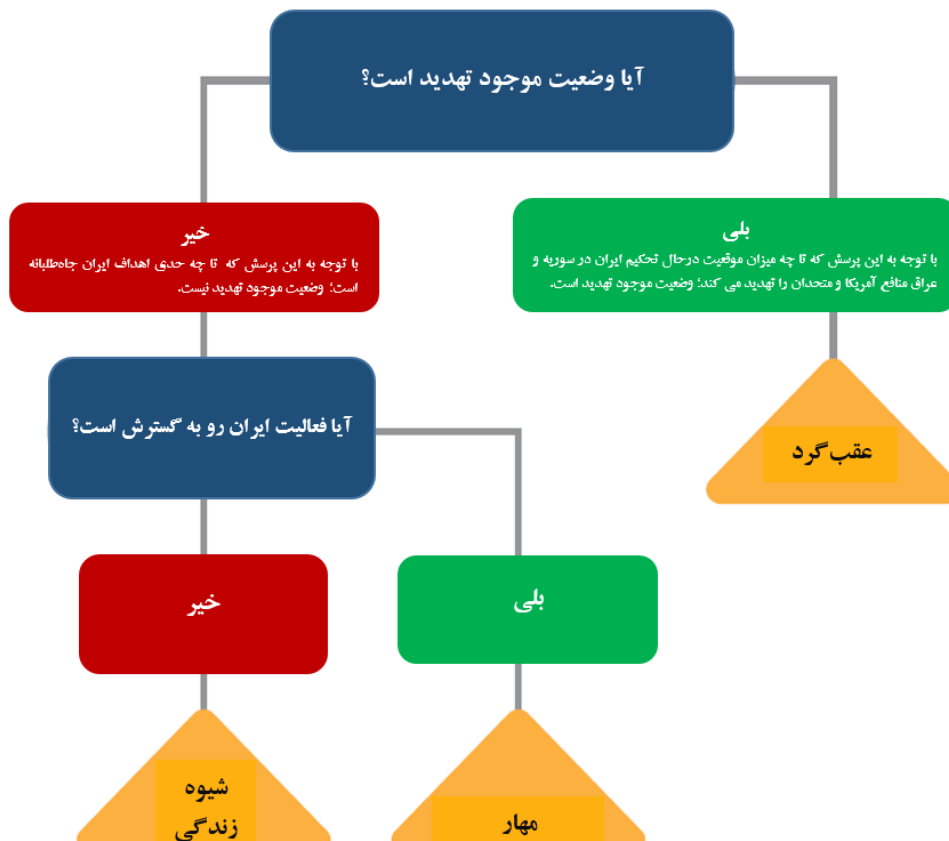 آیا وضعیت موجود تهدید است؟
بلی
با توجه به این پرسش که تا چه میزان موقعیت درحال تحکیم ایران در سوریه و
عراق منافع آمریکا و متحدان را تهدید می کند؛ وضعیت موجود تهدید است.
خیر
با توجه به این پرسش که تا چه حدی اهداف ایران جاه‌طلبانه
است؛ وضعیت موجود تهدید نیست.
عقب‌گرد
آیا فعالیت ایران رو به گسترش است؟
بلی
خیر
مهار
شیوه
زندگی